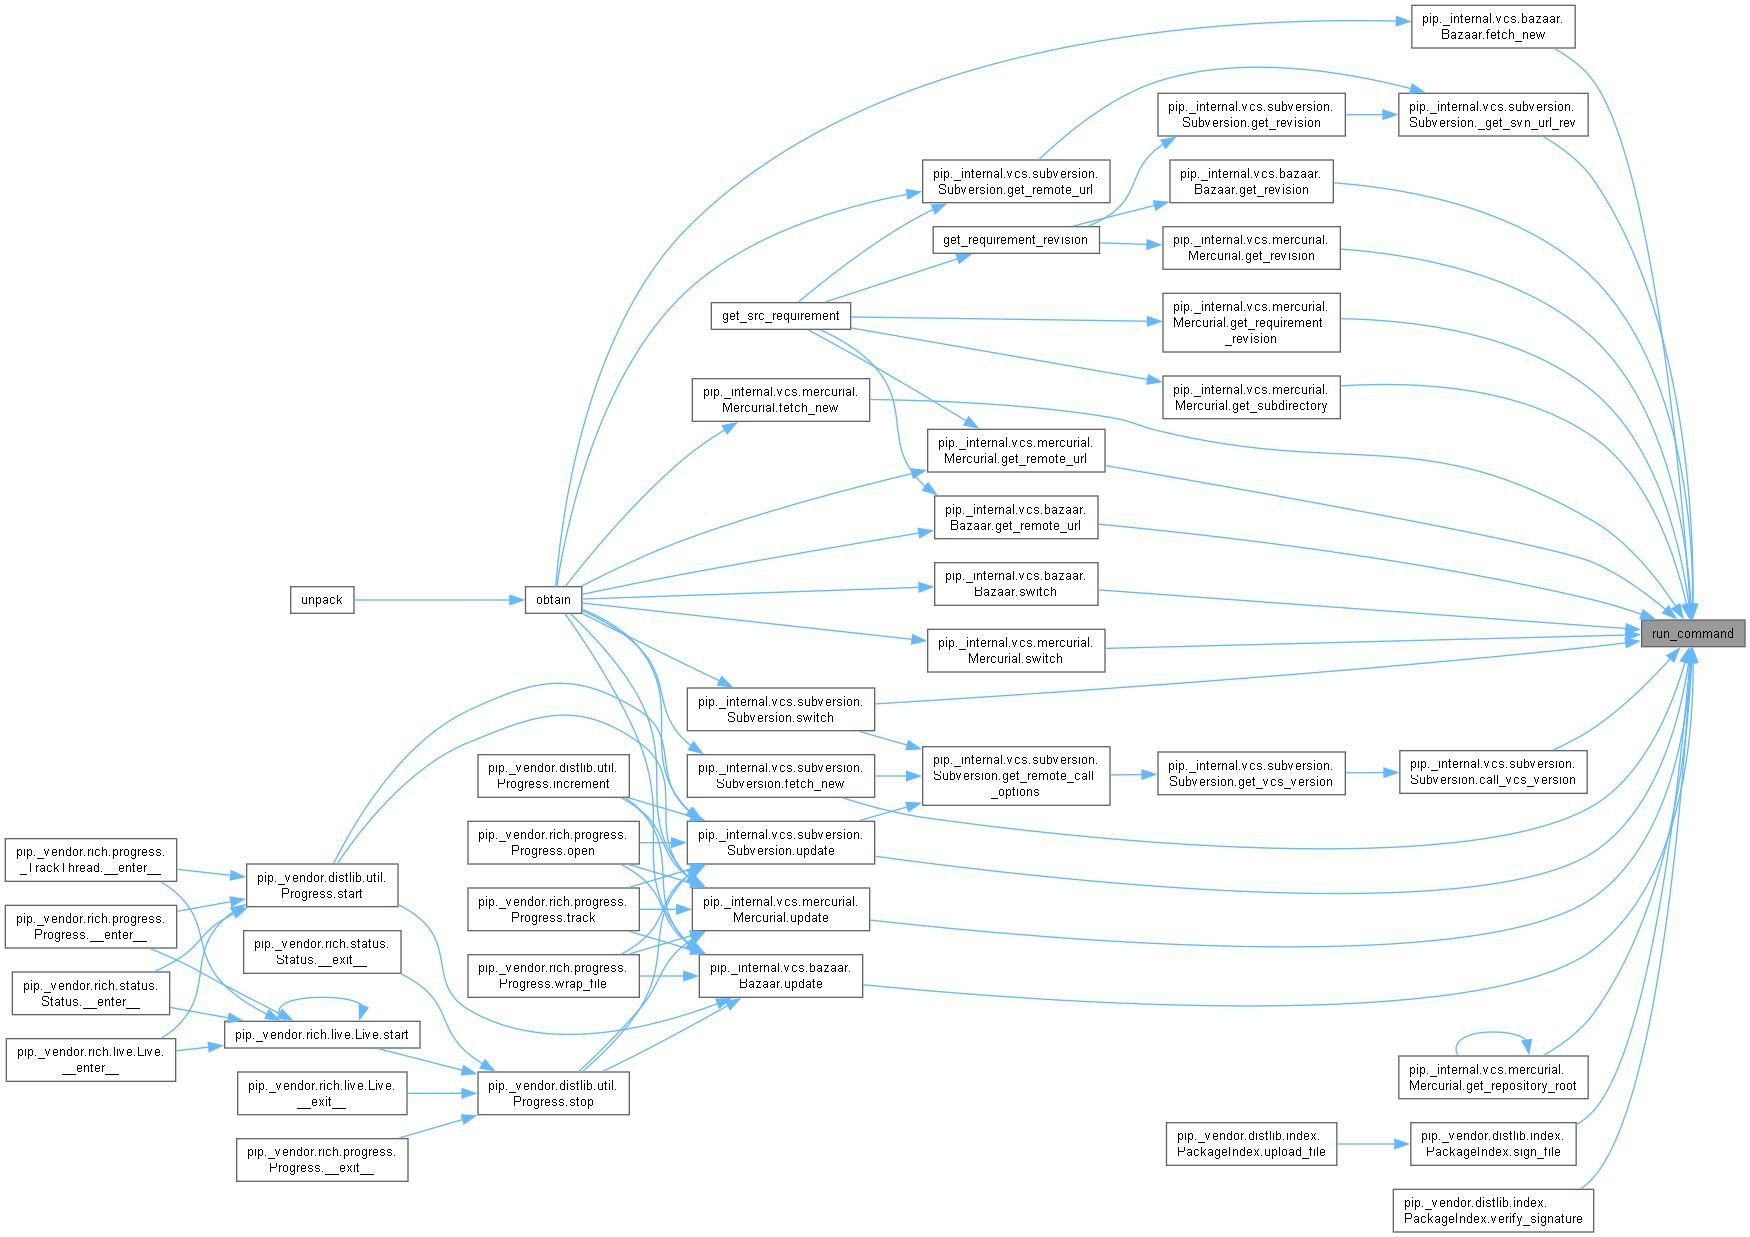 pip._internal.vcs.bazaar.
Bazaar.fetch_new
pip._internal.vcs.subversion.
Subversion._get_svn_url_rev
pip._internal.vcs.subversion.
Subversion.get_revision
pip._internal.vcs.subversion.
Subversion.get_remote_url
pip._internal.vcs.bazaar.
Bazaar.get_revision
get_requirement_revision
pip._internal.vcs.mercurial.
Mercurial.get_revision
get_src_requirement
pip._internal.vcs.mercurial.
Mercurial.get_requirement
_revision
pip._internal.vcs.mercurial.
Mercurial.fetch_new
pip._internal.vcs.mercurial.
Mercurial.get_subdirectory
pip._internal.vcs.mercurial.
Mercurial.get_remote_url
pip._internal.vcs.bazaar.
Bazaar.get_remote_url
unpack
obtain
pip._internal.vcs.bazaar.
Bazaar.switch
run_command
pip._internal.vcs.mercurial.
Mercurial.switch
pip._internal.vcs.subversion.
Subversion.switch
pip._vendor.distlib.util.
Progress.increment
pip._internal.vcs.subversion.
Subversion.fetch_new
pip._internal.vcs.subversion.
Subversion.get_remote_call
_options
pip._internal.vcs.subversion.
Subversion.get_vcs_version
pip._internal.vcs.subversion.
Subversion.call_vcs_version
pip._vendor.rich.progress.
Progress.open
pip._internal.vcs.subversion.
Subversion.update
pip._vendor.rich.progress.
_TrackThread.__enter__
pip._vendor.distlib.util.
Progress.start
pip._vendor.rich.progress.
Progress.track
pip._internal.vcs.mercurial.
Mercurial.update
pip._vendor.rich.progress.
Progress.__enter__
pip._vendor.rich.status.
Status.__exit__
pip._vendor.rich.progress.
Progress.wrap_file
pip._internal.vcs.bazaar.
Bazaar.update
pip._vendor.rich.status.
Status.__enter__
pip._vendor.rich.live.Live.start
pip._vendor.rich.live.Live.
__enter__
pip._vendor.rich.live.Live.
__exit__
pip._vendor.distlib.util.
Progress.stop
pip._internal.vcs.mercurial.
Mercurial.get_repository_root
pip._vendor.rich.progress.
Progress.__exit__
pip._vendor.distlib.index.
PackageIndex.upload_file
pip._vendor.distlib.index.
PackageIndex.sign_file
pip._vendor.distlib.index.
PackageIndex.verify_signature